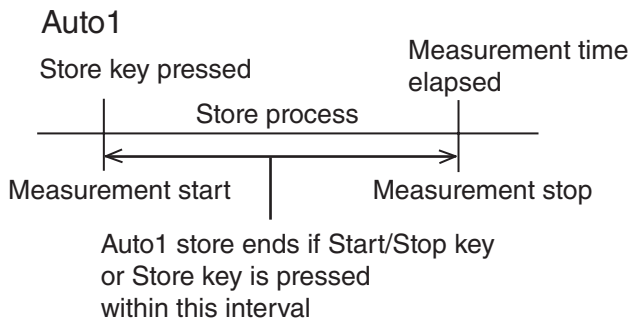 Auto1
Store key pressed
Measurement time
elapsed
Store process
Measurement start
Measurement stop
Auto1 store ends if Start/Stop key
or Store key is pressed
within this interval